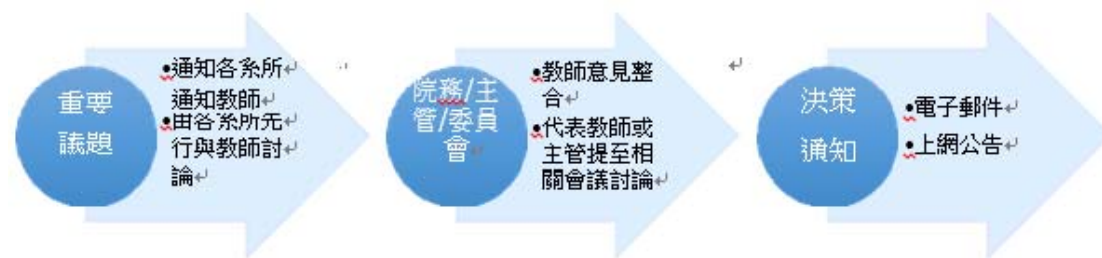 重要
議題
•通知各系所
通知教師
•由各系所先
行與教師討
論
院務/主
管/委員
會
•教師意見整
合
•代表教師或
主管提至相
關會議討論
決策
通知
•電子郵件
•上網公告